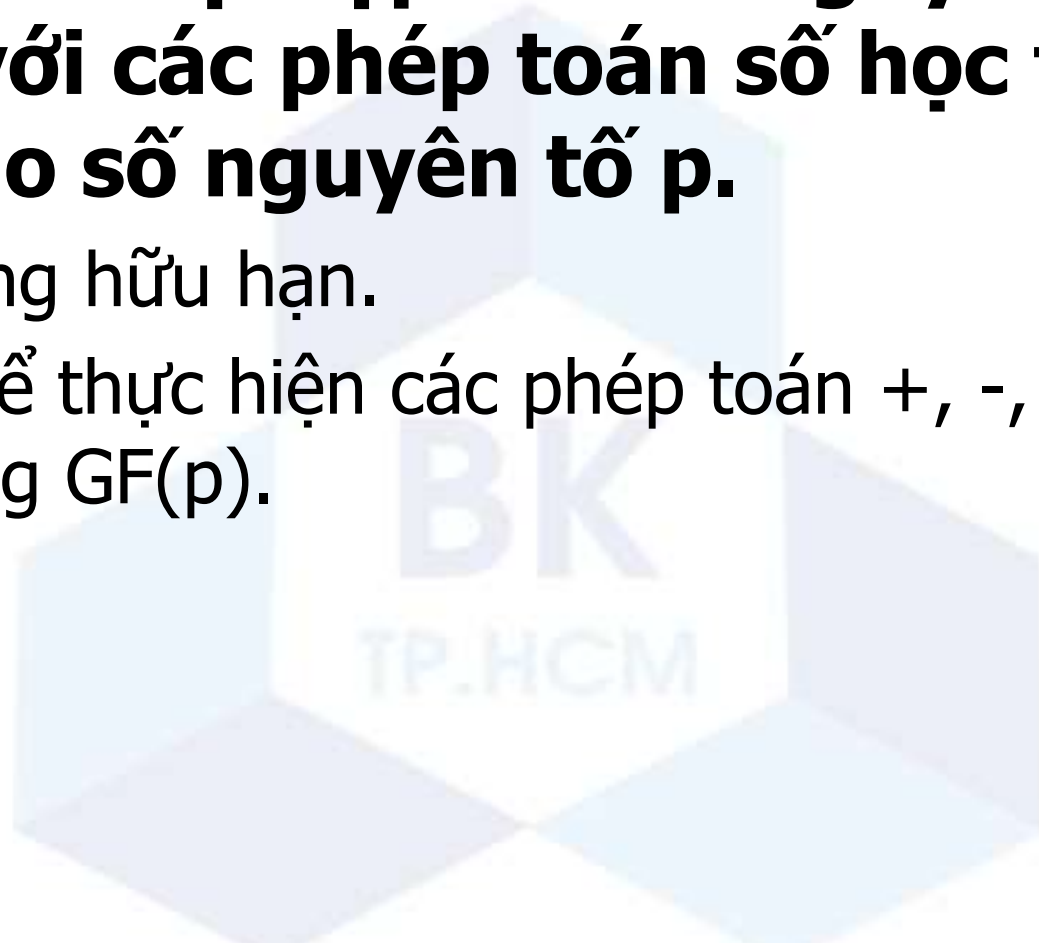 với các phép toán số học
o số nguyên tố p.
ng hữu hạn.
ể thực hiện các phép toán +, -,
g GF(p).
BK
TP.HCM